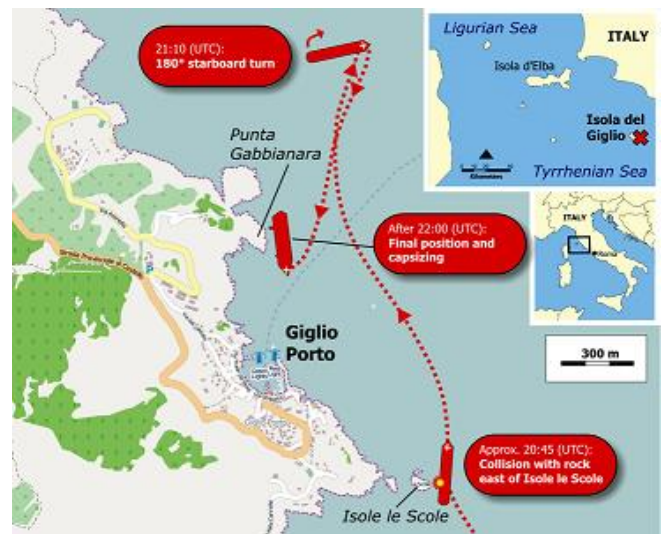 21:10 (UTC):
180° starboard turn
Ligurian Sea
ITALY
Isola d'Elba
Isola del
Giglio
Kilometres
Tyrrhenian Sea
Punta
Gabbianara
ITALY
Roma
After 22:00 (UTC):
Final position and
capsizing
Giglio
Porto
300 m
Approx. 20:45 (UTC):
Collision with rock
east of Isole le Scole
Isole le Scole